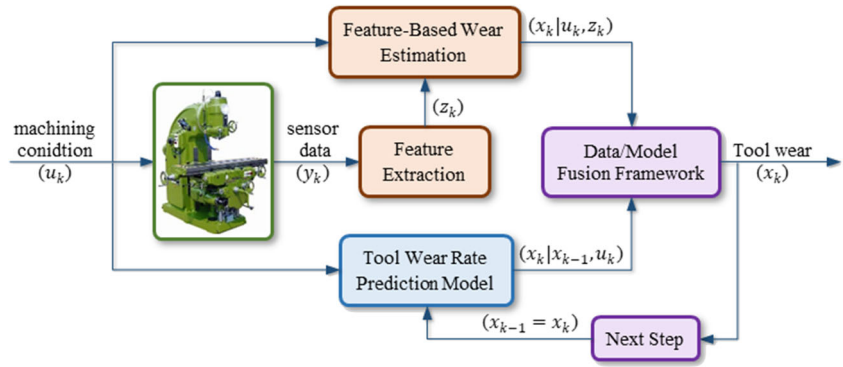 Feature-Based Wear
Estimation
(x_k|u_k,z_k)
(z_k)
machining
conidtion
(u_k)
sensor
data
(y_k)
Feature
Extraction
Data/Model
Fusion Framework
Tool wear
(x_k)
Tool Wear Rate
Prediction Model
(x_k|x_{k-1},u_k)
(x_{k-1} = x_k)
Next Step